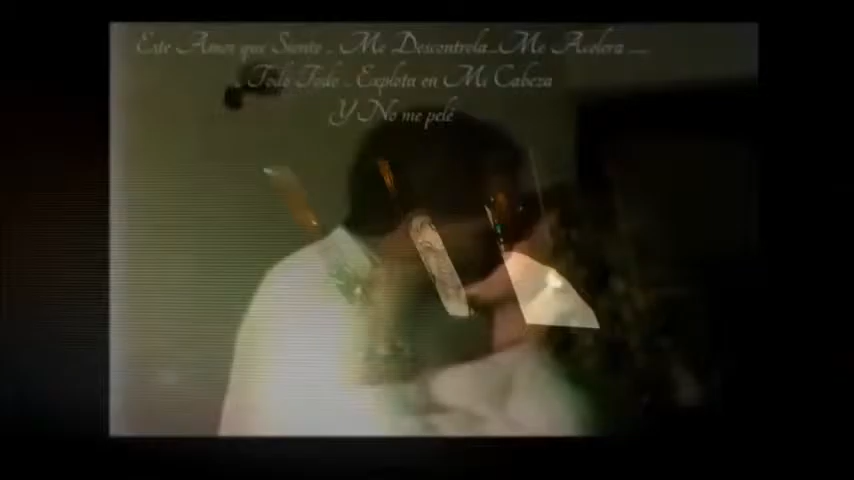 Este Amor que Siento .. Me Descontrola...Me Acelera .....
..Todo Todo .. Explota en Mi Cabeza
Y No me pelé